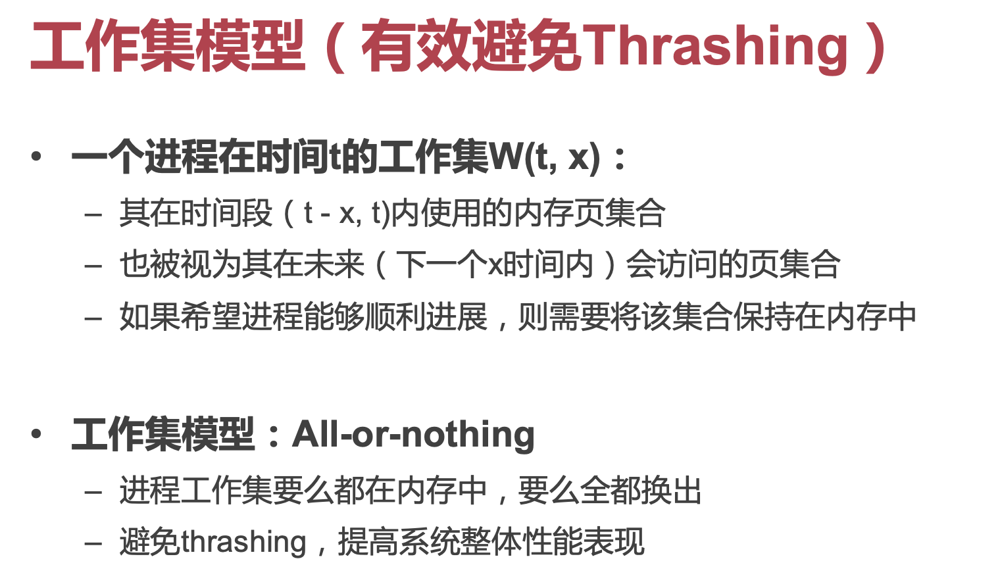 工作集模型（有效避免Thrashing）
• 一个进程在时间t的工作集W(t, x)：
– 其在时间段（t - x, t)内使用的内存页集合
– 也被视为其在未来（下一个x时间内）会访问的页集合
– 如果希望进程能够顺利进展，则需要将该集合保持在内存中
• 工作集模型：All-or-nothing
– 进程工作集要么都在内存中，要么全都换出
– 避免thrashing，提高系统整体性能表现